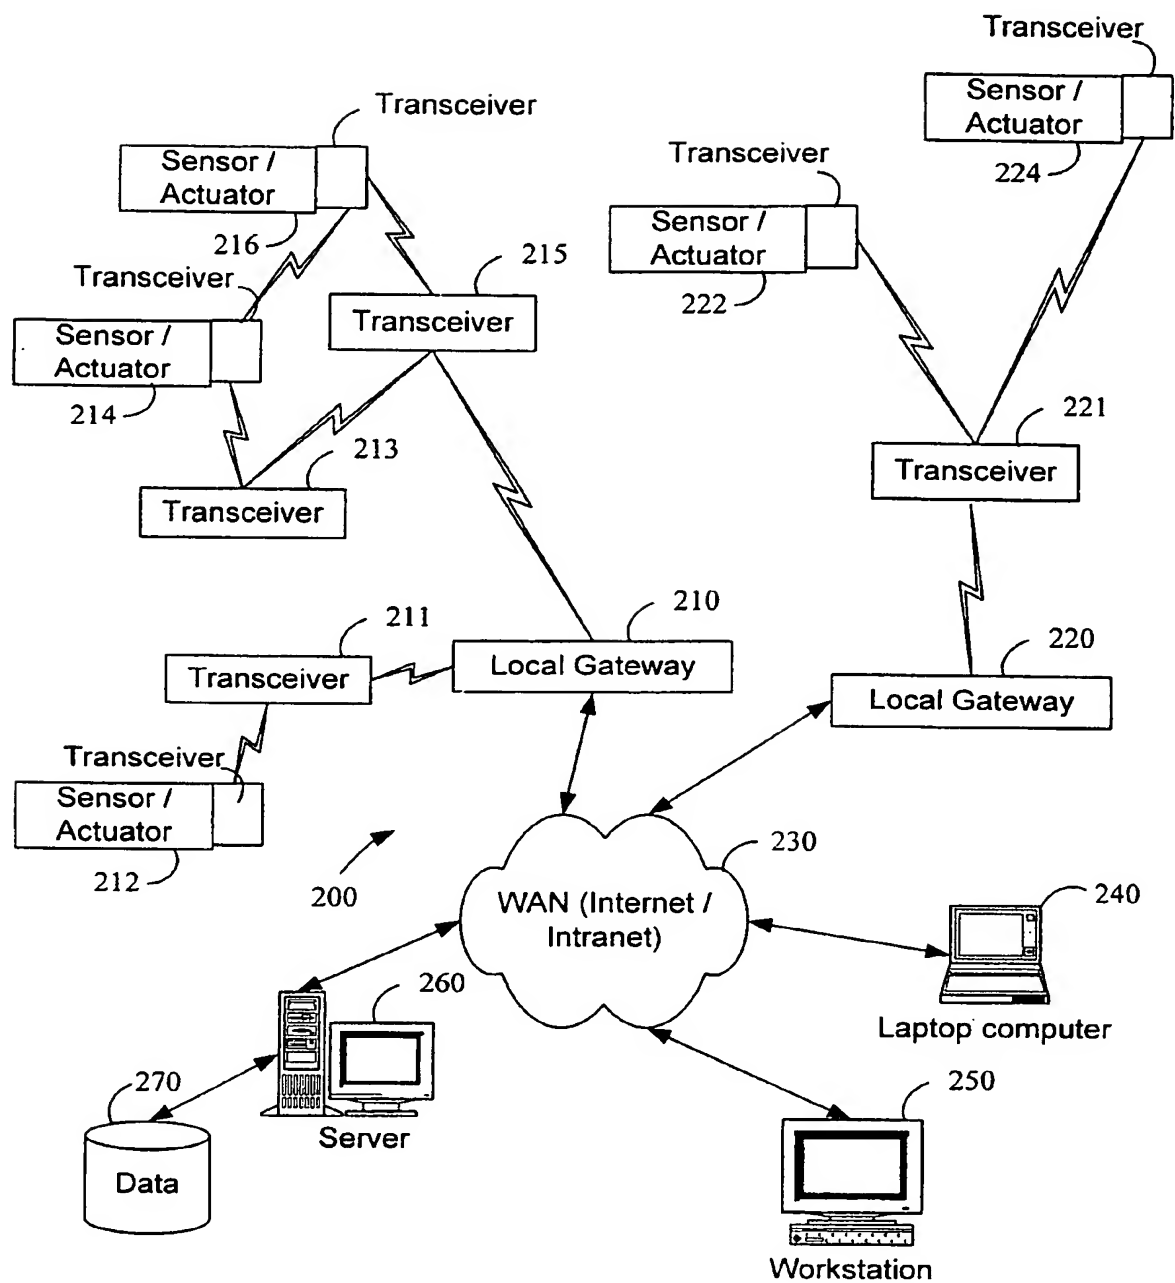 Transceiver
Transceiver
Sensor /
Actuator
224
Transceiver
Sensor /
Actuator
216
Sensor /
Actuator
222
215
Transceiver
Transceiver
Sensor /
Actuator
214
213
Transceiver
221
Transceiver
210
Local Gateway
211
Transceiver
220
Local Gateway
Transceiver
Sensor /
Actuator
212
200
230
WAN (Internet /
Intranet)
240
Laptop computer
260
Server
270
Data
250
Workstation